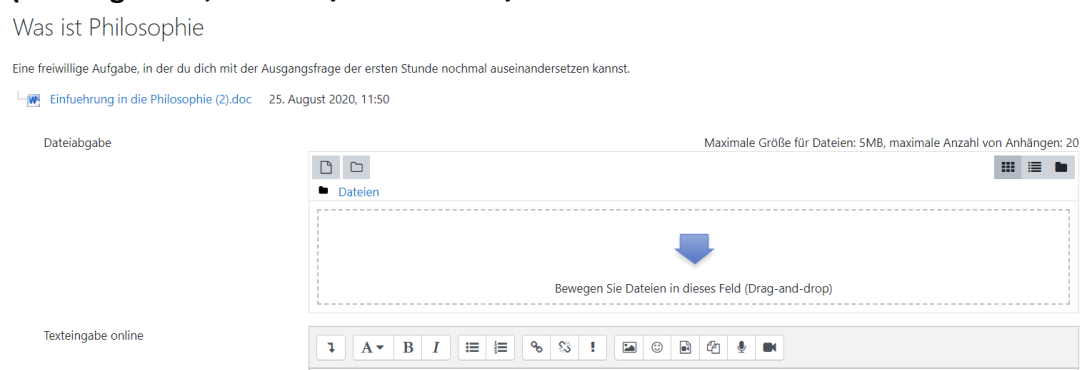 Was ist Philosophie
Eine freiwillige Aufgabe, in der du dich mit der Ausgangsfrage der ersten Stunde nochmal auseinandersetzen kannst.
Einfuehrung in die Philosophie (2).doc 25. August 2020, 11:50
Dateiabgabe Maximale Größe für Dateien: 5MB, maximale Anzahl von Anhängen: 20
Dateien
Bewegen Sie Dateien in dieses Feld (Drag-and-drop)
Texteingabe online
A B I